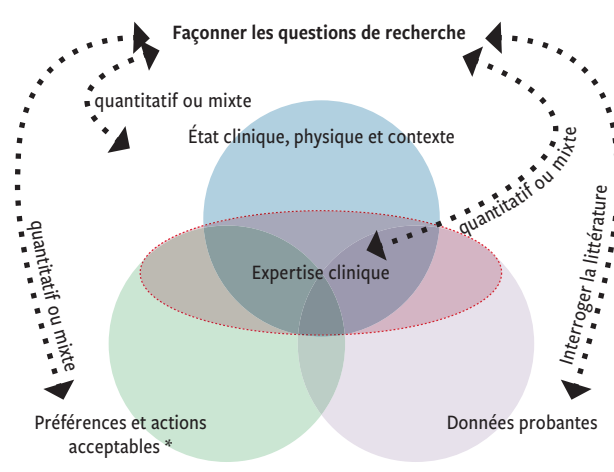 Façonner les questions de recherche
quantitatif ou mixte
État clinique, physique et contexte
quantitatif ou mixte
quantitatif ou mixte
Interroger la littérature
Expertise clinique
Préférences et actions
acceptables *
Données probantes